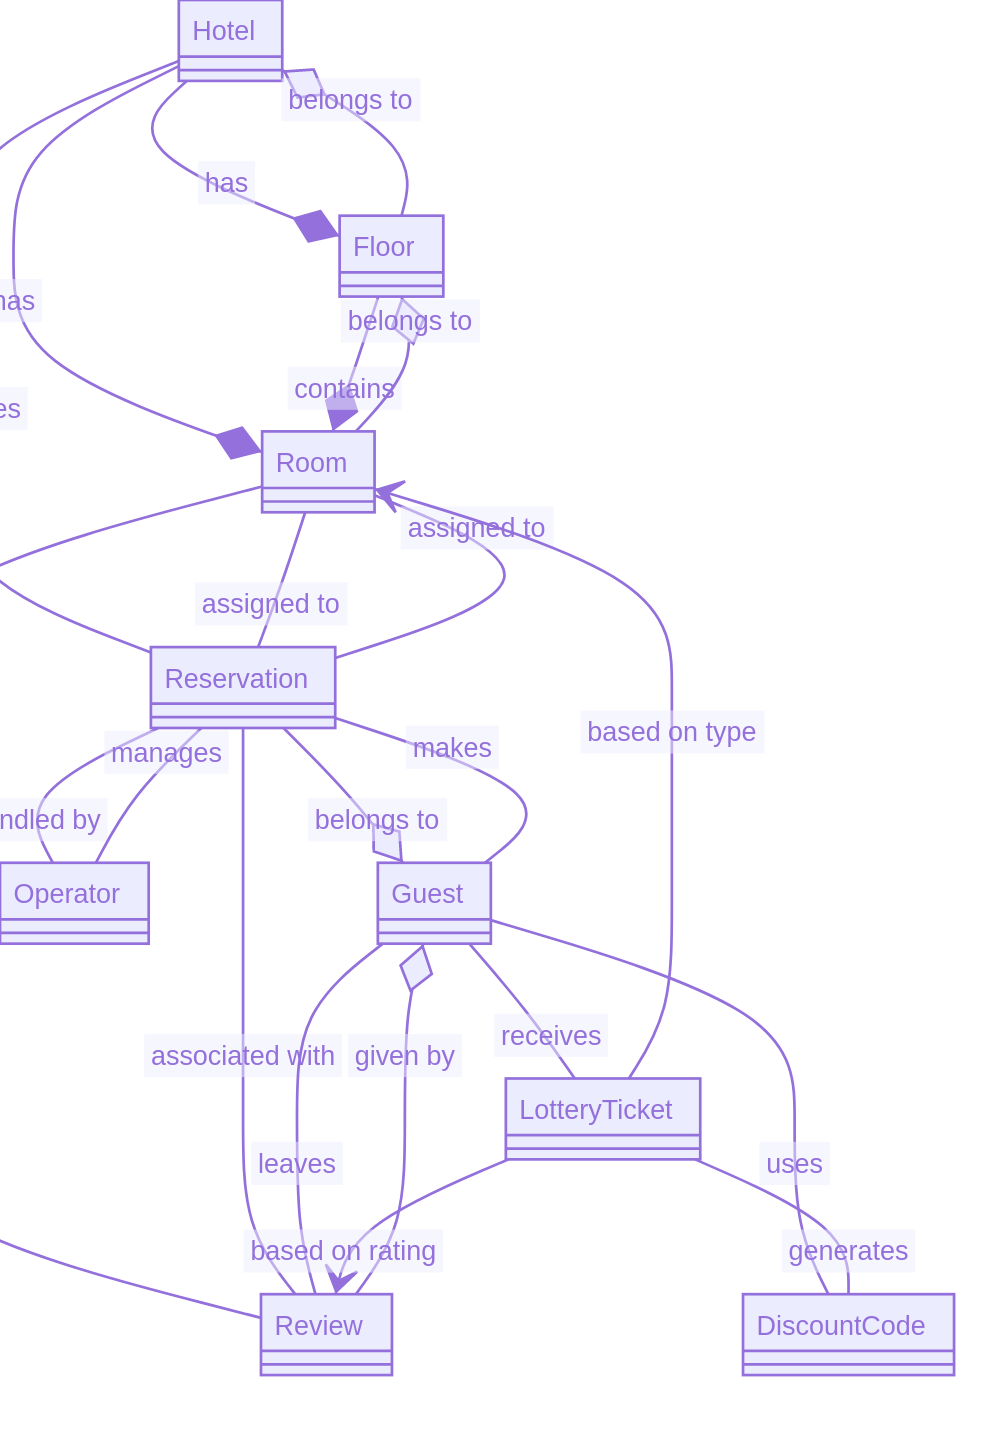 Hotel
belongs to
has
Floor
has
belongs to
contains
es
Room
assigned to
assigned to
Reservation
based on type
makes
manages
ndled by
belongs to
Operator
Guest
receives
associated with
given by
LotteryTicket
leaves
uses
based on rating
generates
Review
DiscountCode